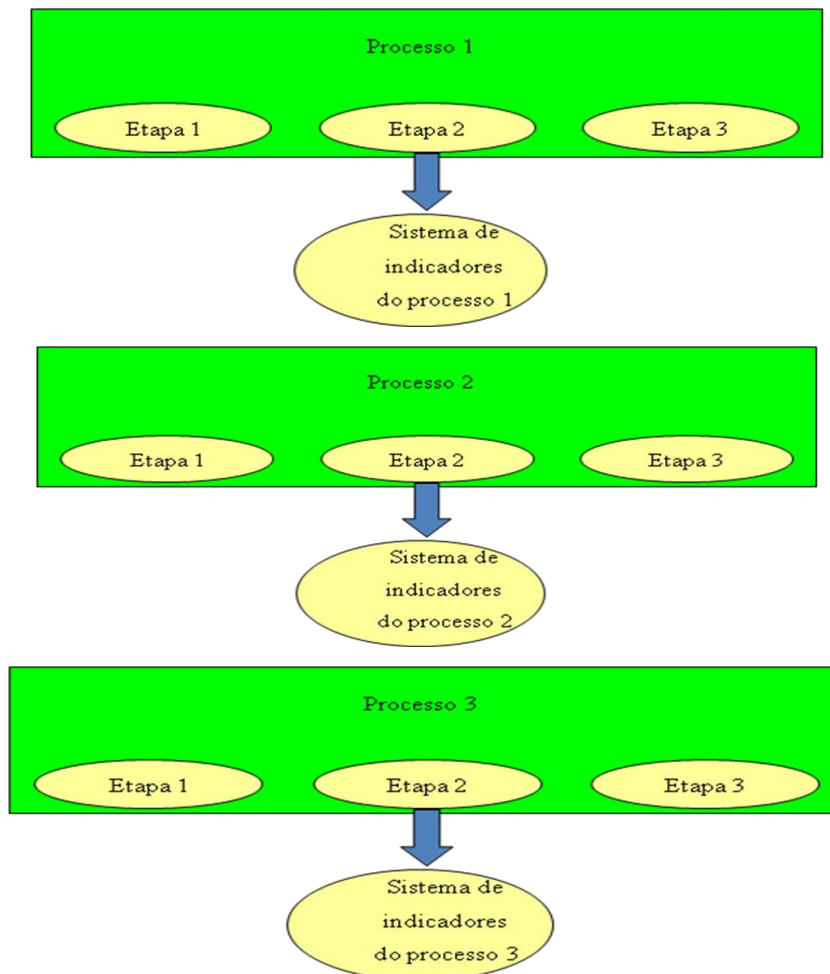 Processo 1
Etapa 1
Etapa 2
Etapa 3
Sistema de
indicadores
do processo 1
Processo 2
Etapa 1
Etapa 2
Etapa 3
Sistema de
indicadores
do processo 2
Processo 3
Etapa 1
Etapa 2
Etapa 3
Sistema de
indicadores
do processo 3